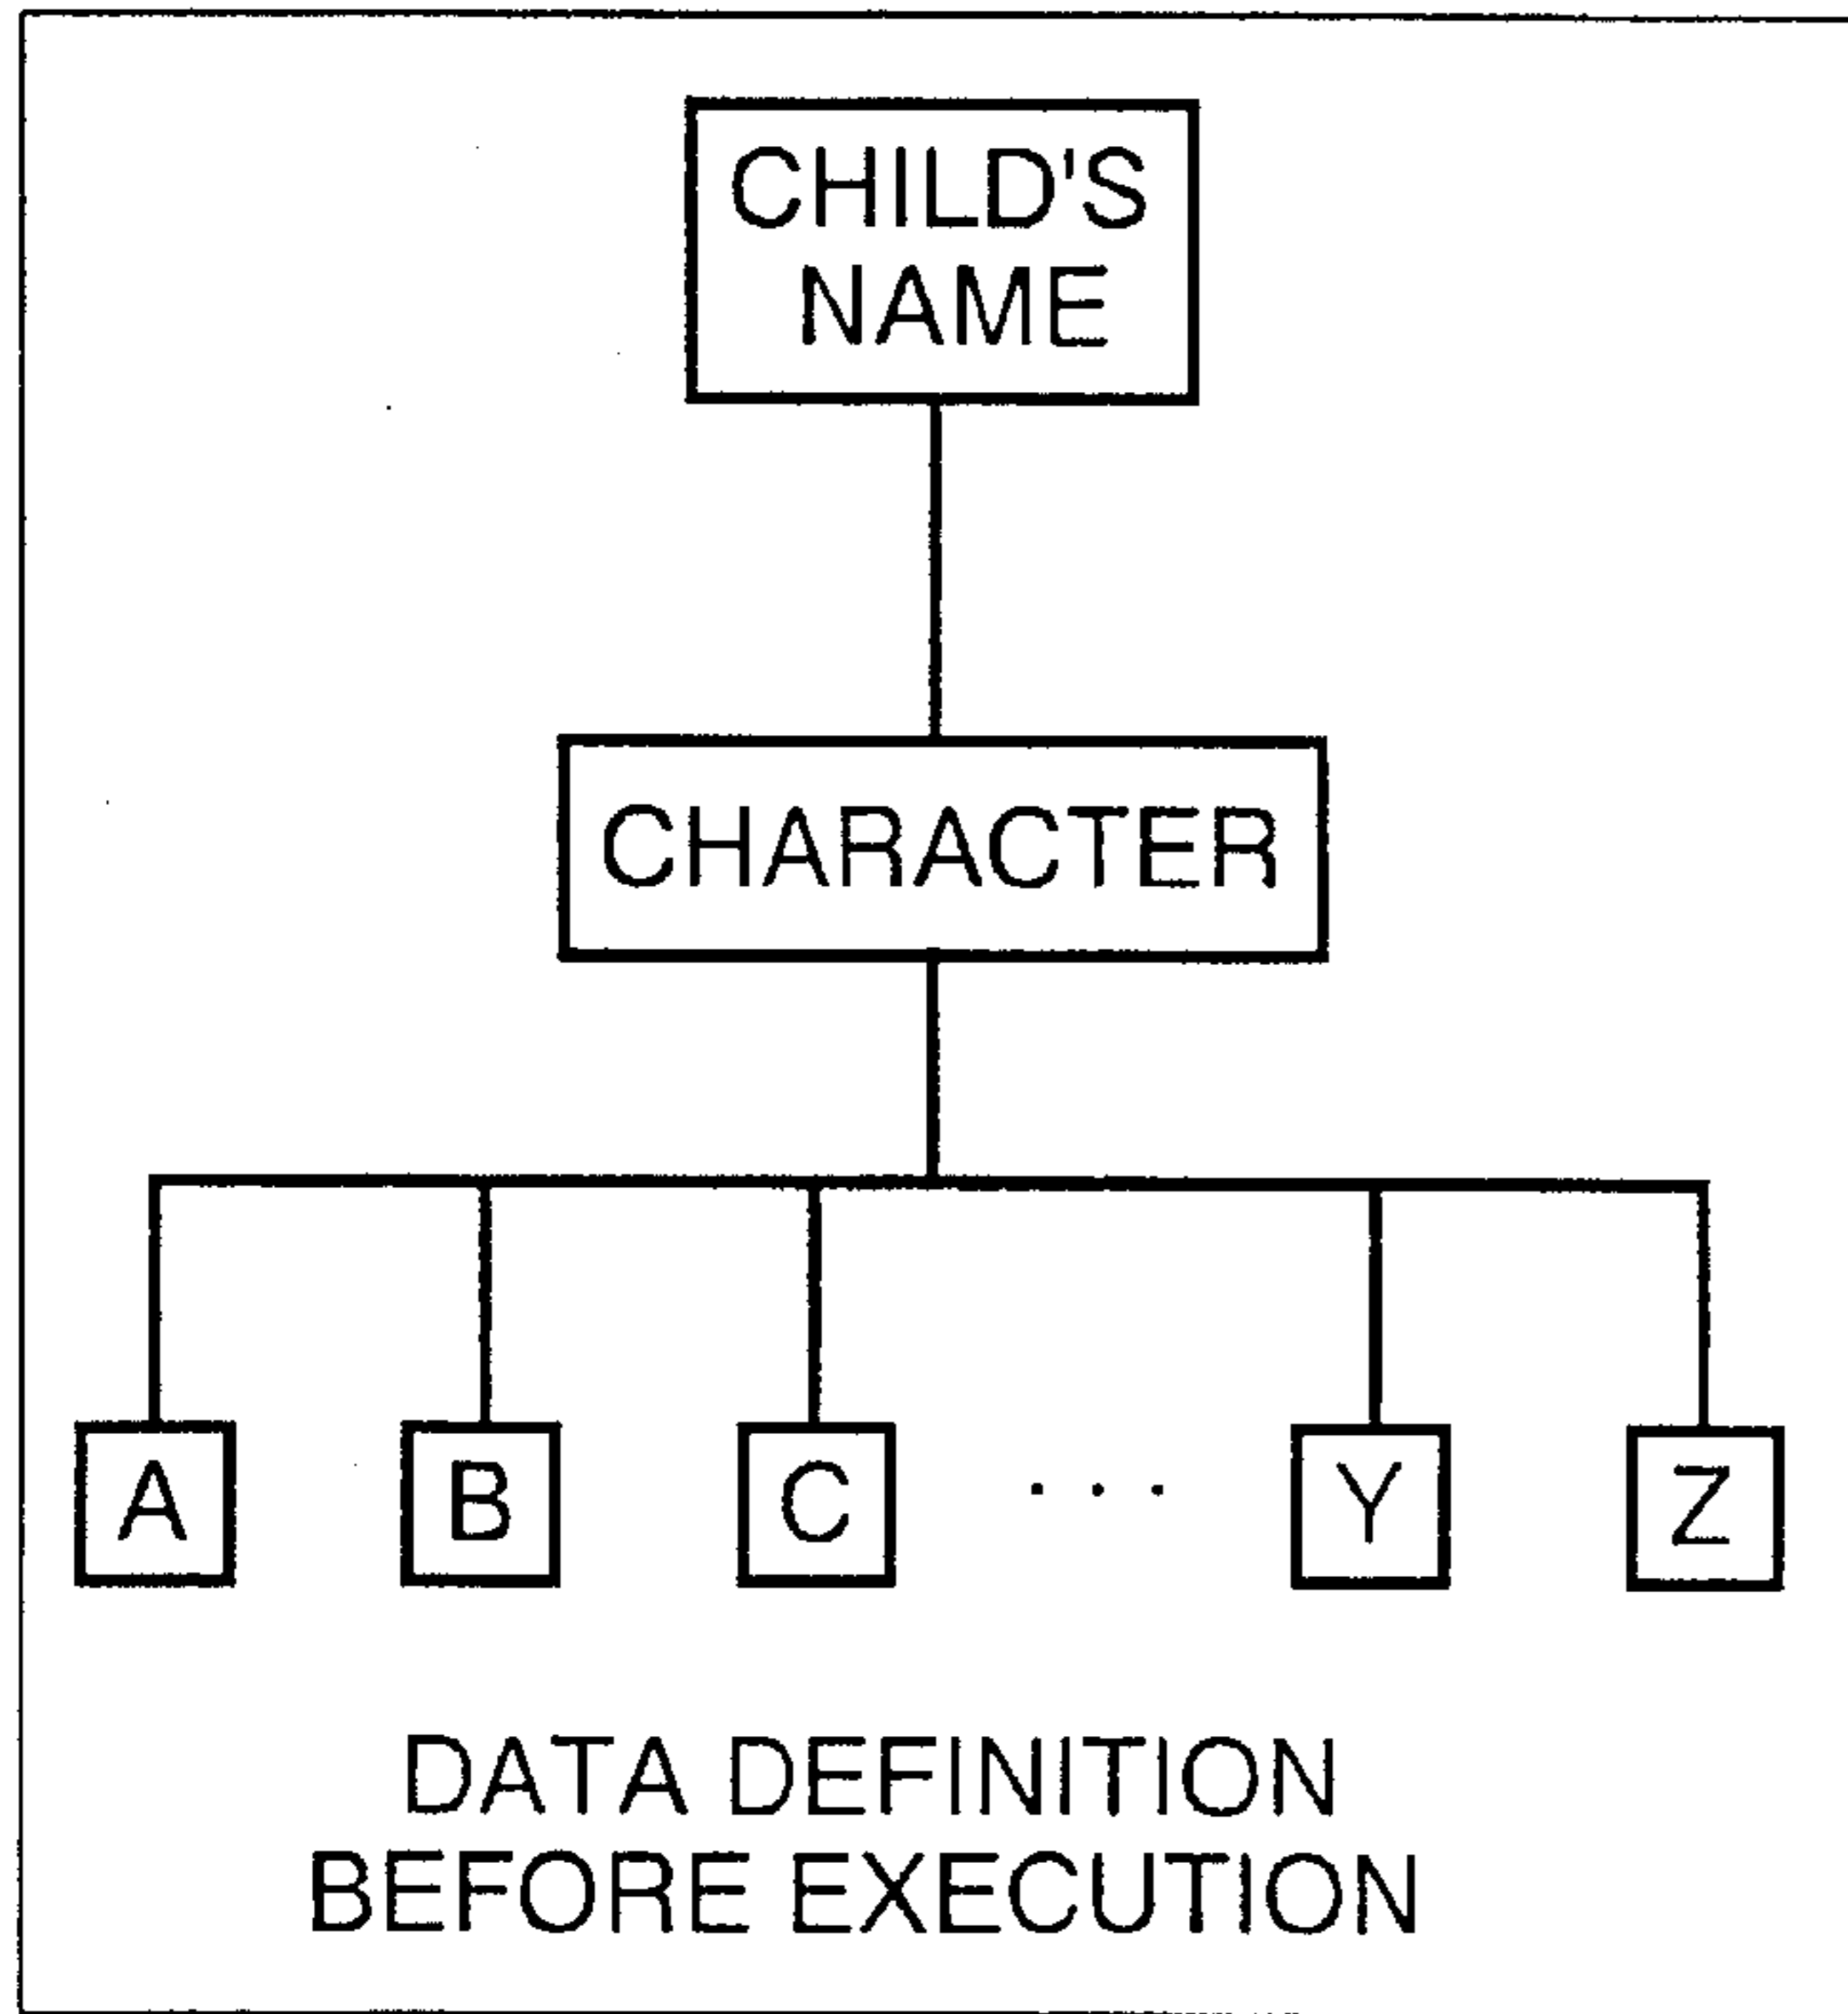 CHILD'S
NAME
CHARACTER
A B C . . . Y Z
DATA DEFINITION
BEFORE EXECUTION